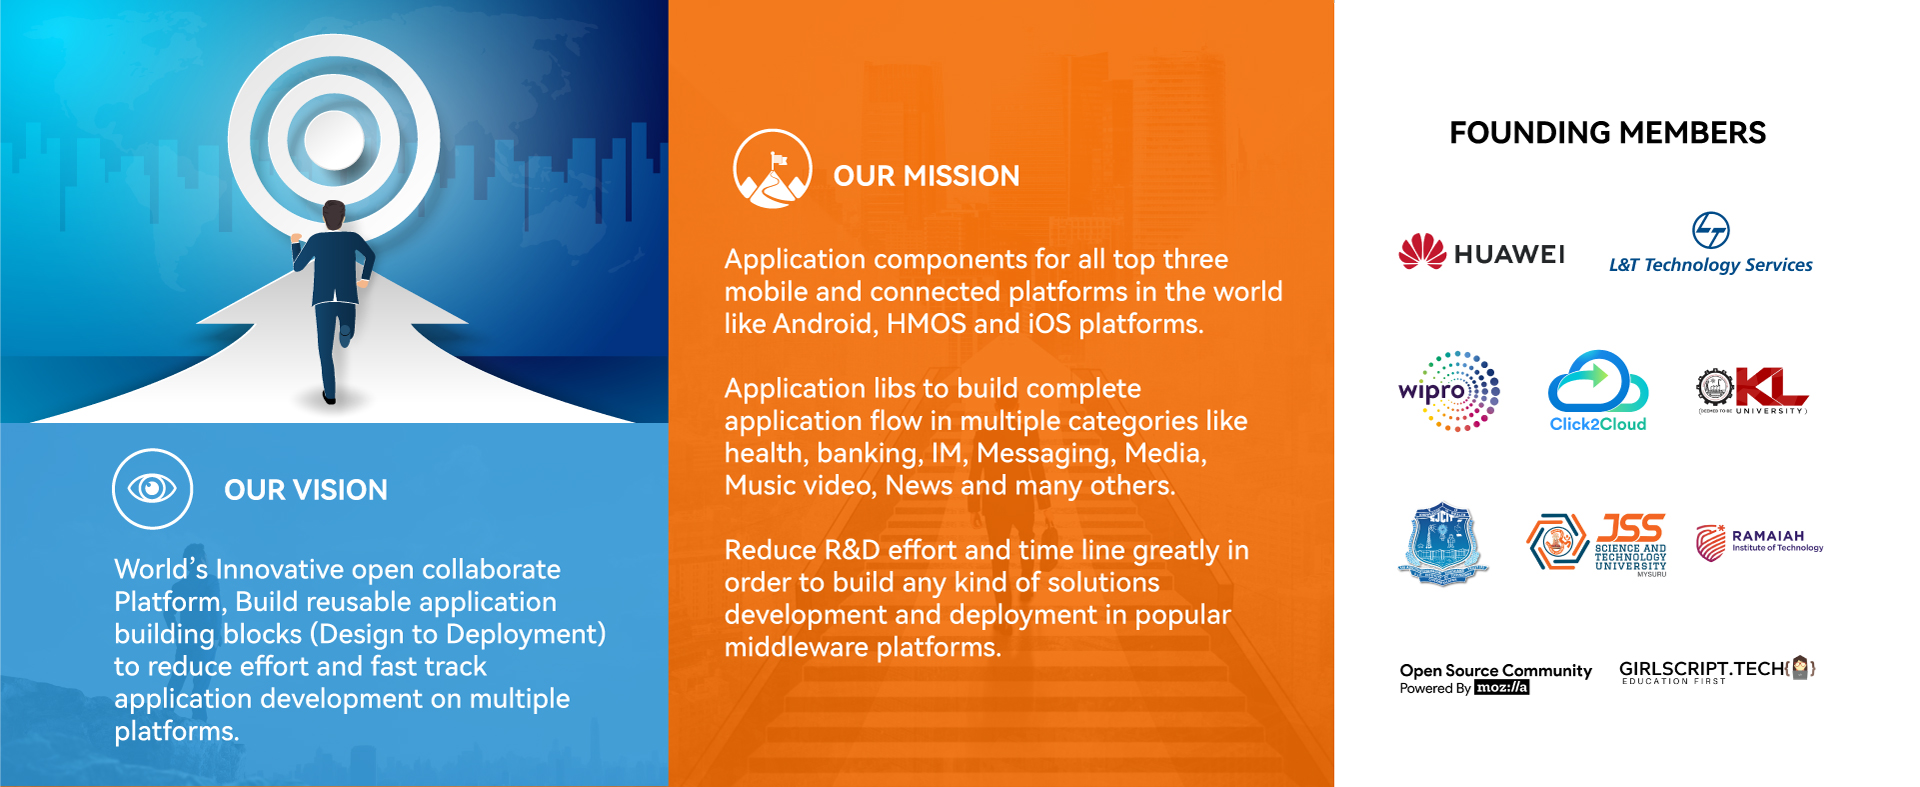 OUR VISION
World’s Innovative open collaborate
Platform, Build reusable application
building blocks (Design to Deployment)
to reduce effort and fast track
application development on multiple
platforms.
OUR MISSION
Application components for all top three
mobile and connected platforms in the world
like Android, HMOS and iOS platforms.
Application libs to build complete
application flow in multiple categories like
health, banking, IM, Messaging, Media,
Music video, News and many others.
Reduce R&D effort and time line greatly in
order to build any kind of solutions
development and deployment in popular
middleware platforms.
FOUNDING MEMBERS
HUAWEI
LT
L&T Technology Services
wipro
Click2Cloud
KL
(DEEMED TO BE UNIVERSITY)
SJCIT
JSS
SCIENCE AND
TECHNOLOGY
UNIVERSITY
MYSURU
RAMAIAH
Institute of Technology
Open Source Community
Powered By moz://a
GIRLSCRIPT.TECH{}
EDUCATION FIRST